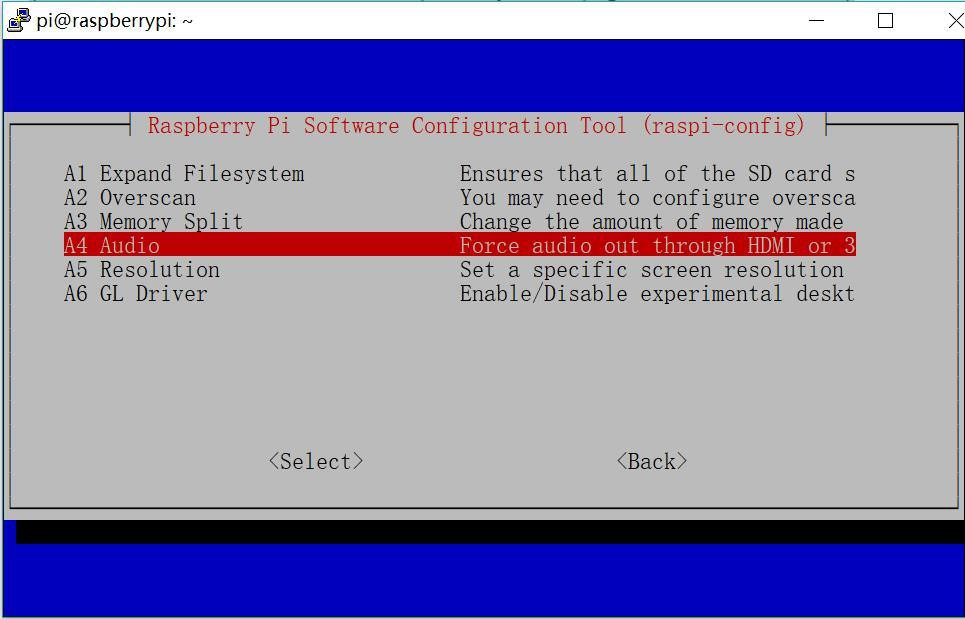 pi@raspberrypi: ~
Raspberry Pi Software Configuration Tool (raspi-config)
A1 Expand Filesystem Ensures that all of the SD card s
A2 Overscan You may need to configure oversca
A3 Memory Split Change the amount of memory made
A4 Audio Force audio out through HDMI or 3
A5 Resolution Set a specific screen resolution
A6 GL Driver Enable/Disable experimental deskt
<Select> <Back>